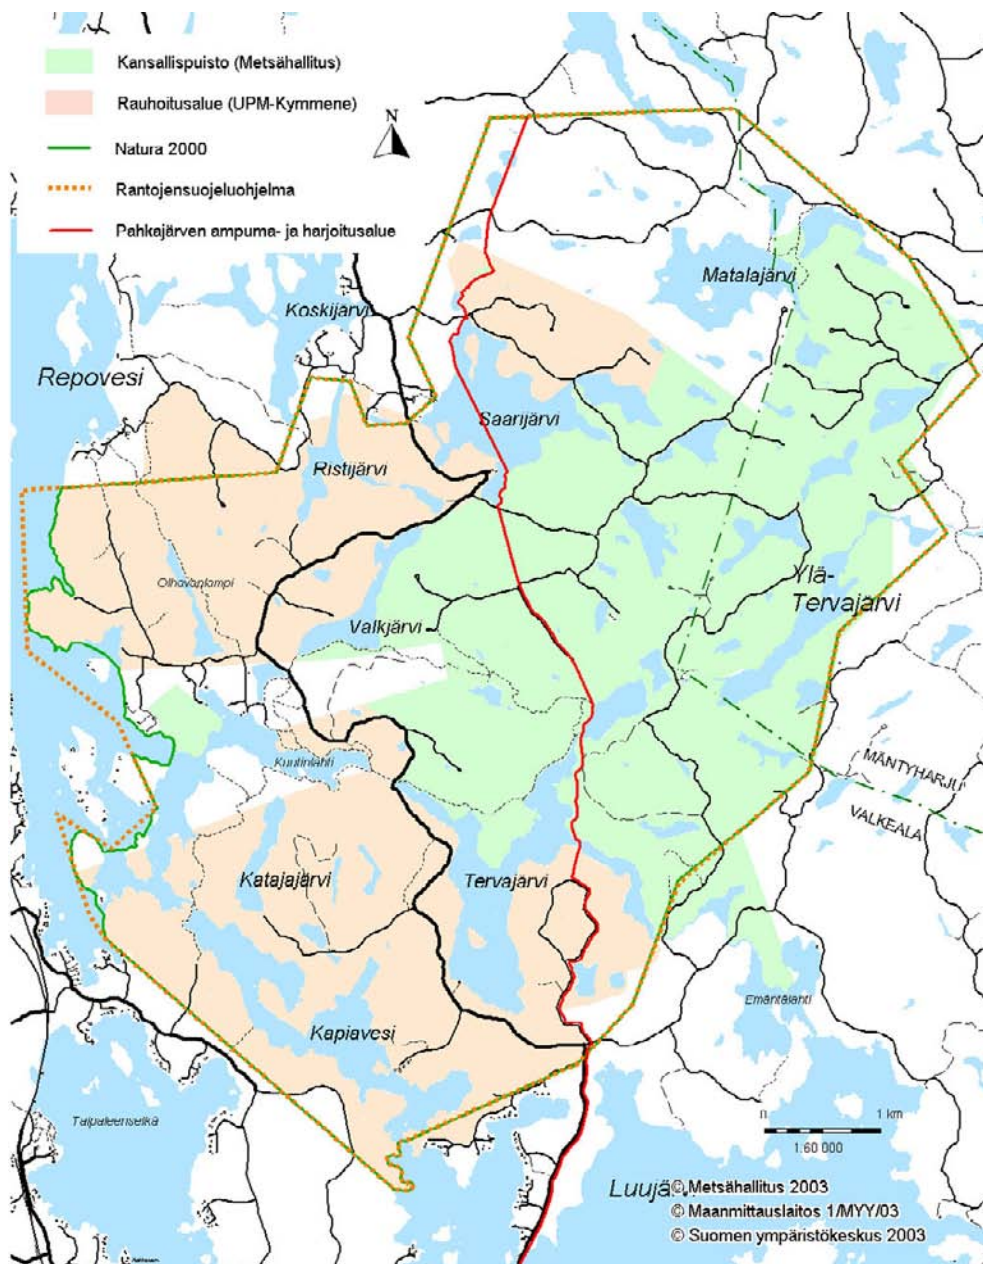 Kansallispuisto (Metsähallitus)
Rauhoitusalue (UPM-Kymmene)
N
Natura 2000
Rantojensuojeluohjelma
Pahkajärven ampuma- ja harjoitusalue
Matalajärvi
Koskijärvi
Repovesi
Saarijärvi
Ristijärvi
Olhavanlampi
Ylä-
Tervajärvi
Valkjärvi
Kuutinlahti
MÄNTYHARJU
VALKEALA
Katajajärvi
Tervajärvi
Emäntälahti
Kapiavesi
Taipaleenselkä
1 km
1:60 000
© Metsähallitus 2003
© Maanmittauslaitos 1/MYY/03
© Suomen ympäristökeskus 2003